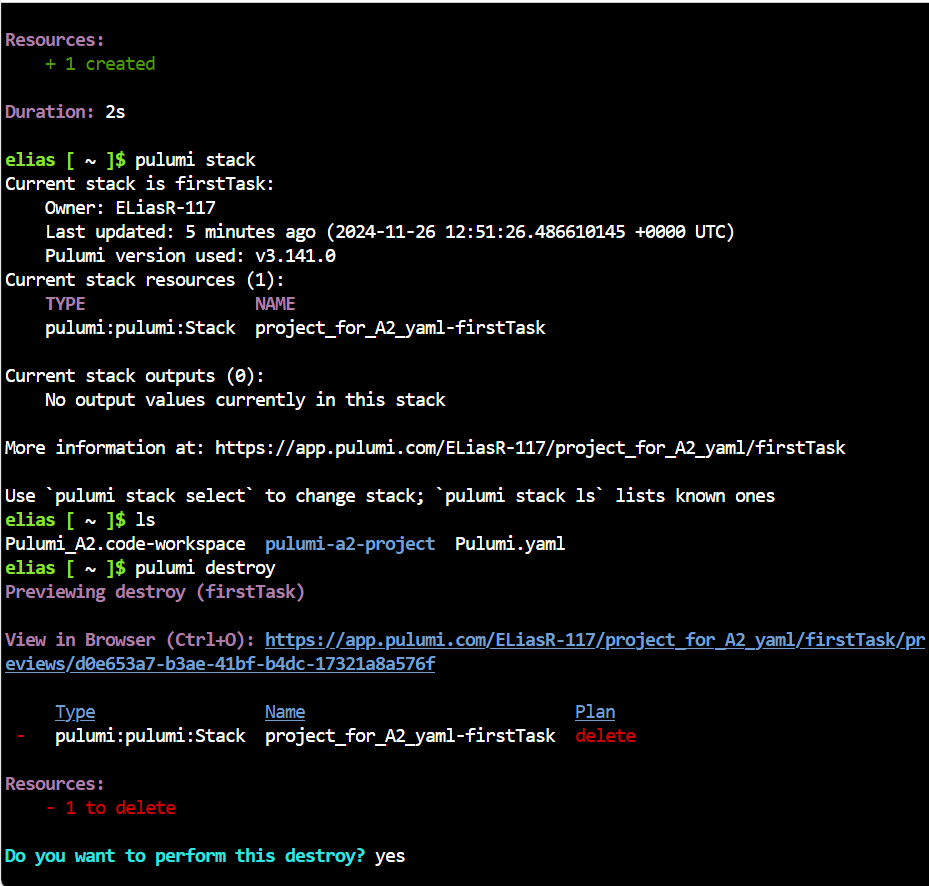 Resources:
+ 1 created
Duration: 2s
elias [ ~ ]$ pulumi stack
Current stack is firstTask:
Owner: ELiasR-117
Last updated: 5 minutes ago (2024-11-26 12:51:26.486610145 +0000 UTC)
Pulumi version used: v3.141.0
Current stack resources (1):
TYPE NAME
pulumi:pulumi:Stack project_for_A2_yaml-firstTask
Current stack outputs (0):
No output values currently in this stack
More information at: https://app.pulumi.com/ELiasR-117/project_for_A2_yaml/firstTask
Use `pulumi stack select` to change stack; `pulumi stack ls` lists known ones
elias [ ~ ]$ ls
Pulumi_A2.code-workspace pulumi-a2-project Pulumi.yaml
elias [ ~ ]$ pulumi destroy
Previewing destroy (firstTask)
View in Browser (Ctrl+O): https://app.pulumi.com/ELiasR-117/project_for_A2_yaml/firstTask/pr
eviews/d0e653a7-b3ae-41bf-b4dc-17321a8a576f
Type Name Plan
- pulumi:pulumi:Stack project_for_A2_yaml-firstTask delete
Resources:
- 1 to delete
Do you want to perform this destroy? yes